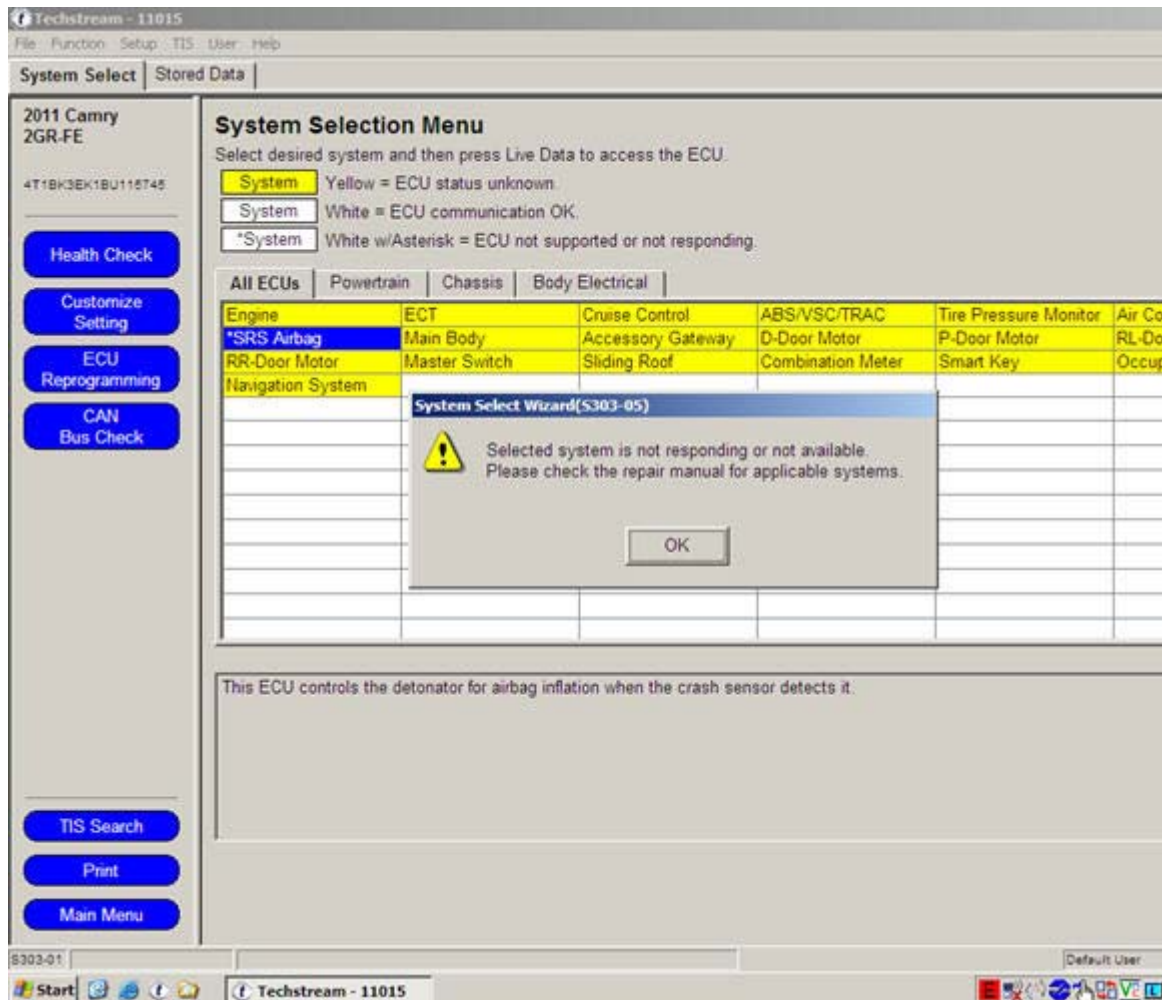 Techstream - 11015
File Function Setup TIS User Help
System Select Stored Data
2011 Camry
2GR-FE
4T1BK3EK1BU115745
Health Check
Customize
Setting
ECU
Reprogramming
CAN
Bus Check
TIS Search
Print
Main Menu
System Selection Menu
Select desired system and then press Live Data to access the ECU.
System Yellow = ECU status unknown.
System White = ECU communication OK.
*System White w/Asterisk = ECU not supported or not responding.
All ECUs Powertrain Chassis Body Electrical
Engine ECT Cruise Control ABS/VSC/TRAC Tire Pressure Monitor Air Co
*SRS Airbag Main Body Accessory Gateway D-Door Motor P-Door Motor RL-Do
RR-Door Motor Master Switch Sliding Roof Combination Meter Smart Key Occup
Navigation System
System Select Wizard(S303-05)
Selected system is not responding or not available.
Please check the repair manual for applicable systems.
OK
This ECU controls the detonator for airbag inflation when the crash sensor detects it.
S303-01 Default User
Start Techstream - 11015